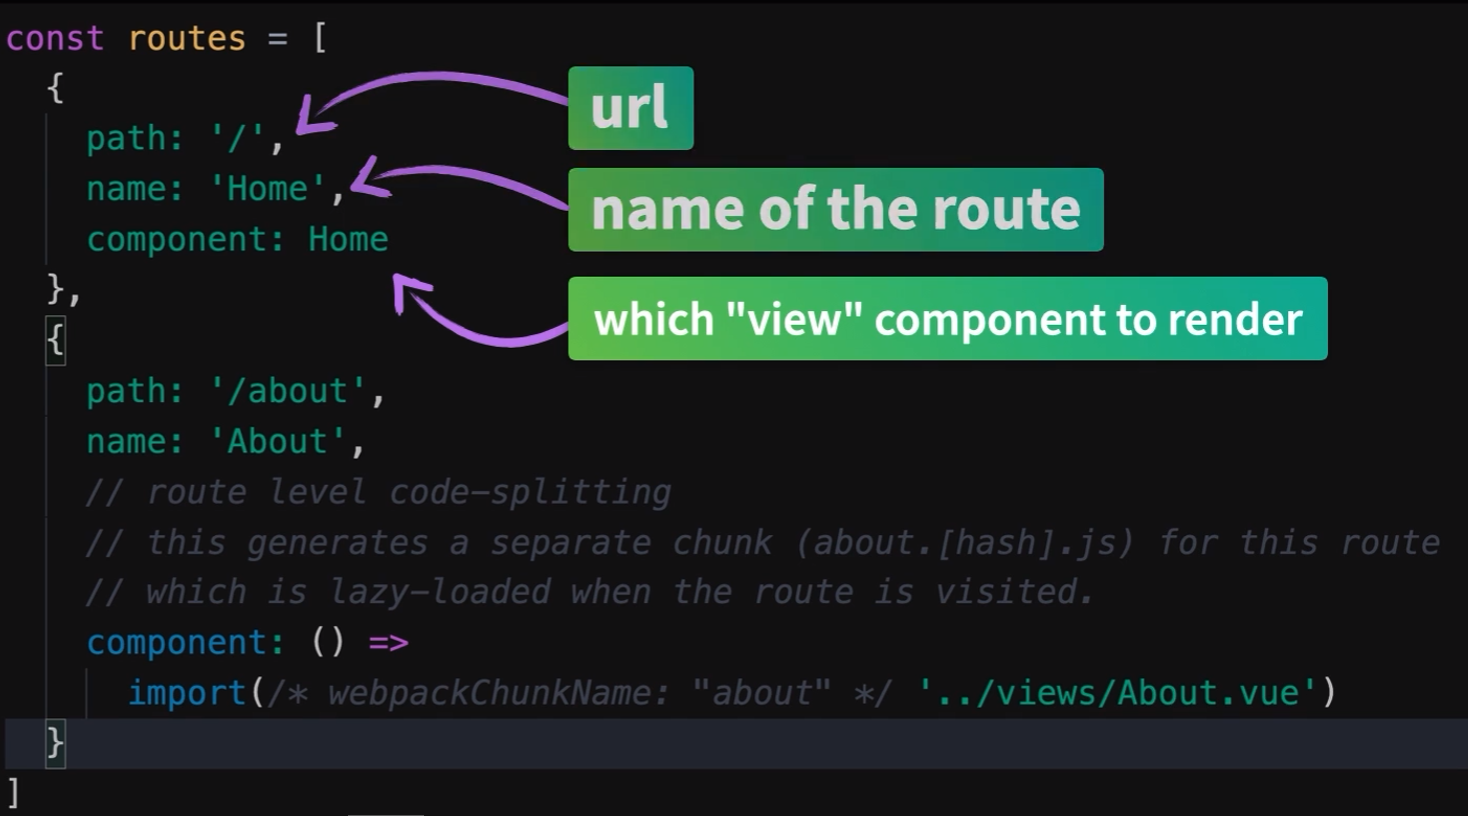 const routes = [
{
path: '/',
url
name: 'Home',
name of the route
component: Home
},
which "view" component to render
{
path: '/about',
name: 'About',
// route level code-splitting
// this generates a separate chunk (about.[hash].js) for this route
// which is lazy-loaded when the route is visited.
component: () =>
import(/* webpackChunkName: "about" */ '../views/About.vue')
}
]